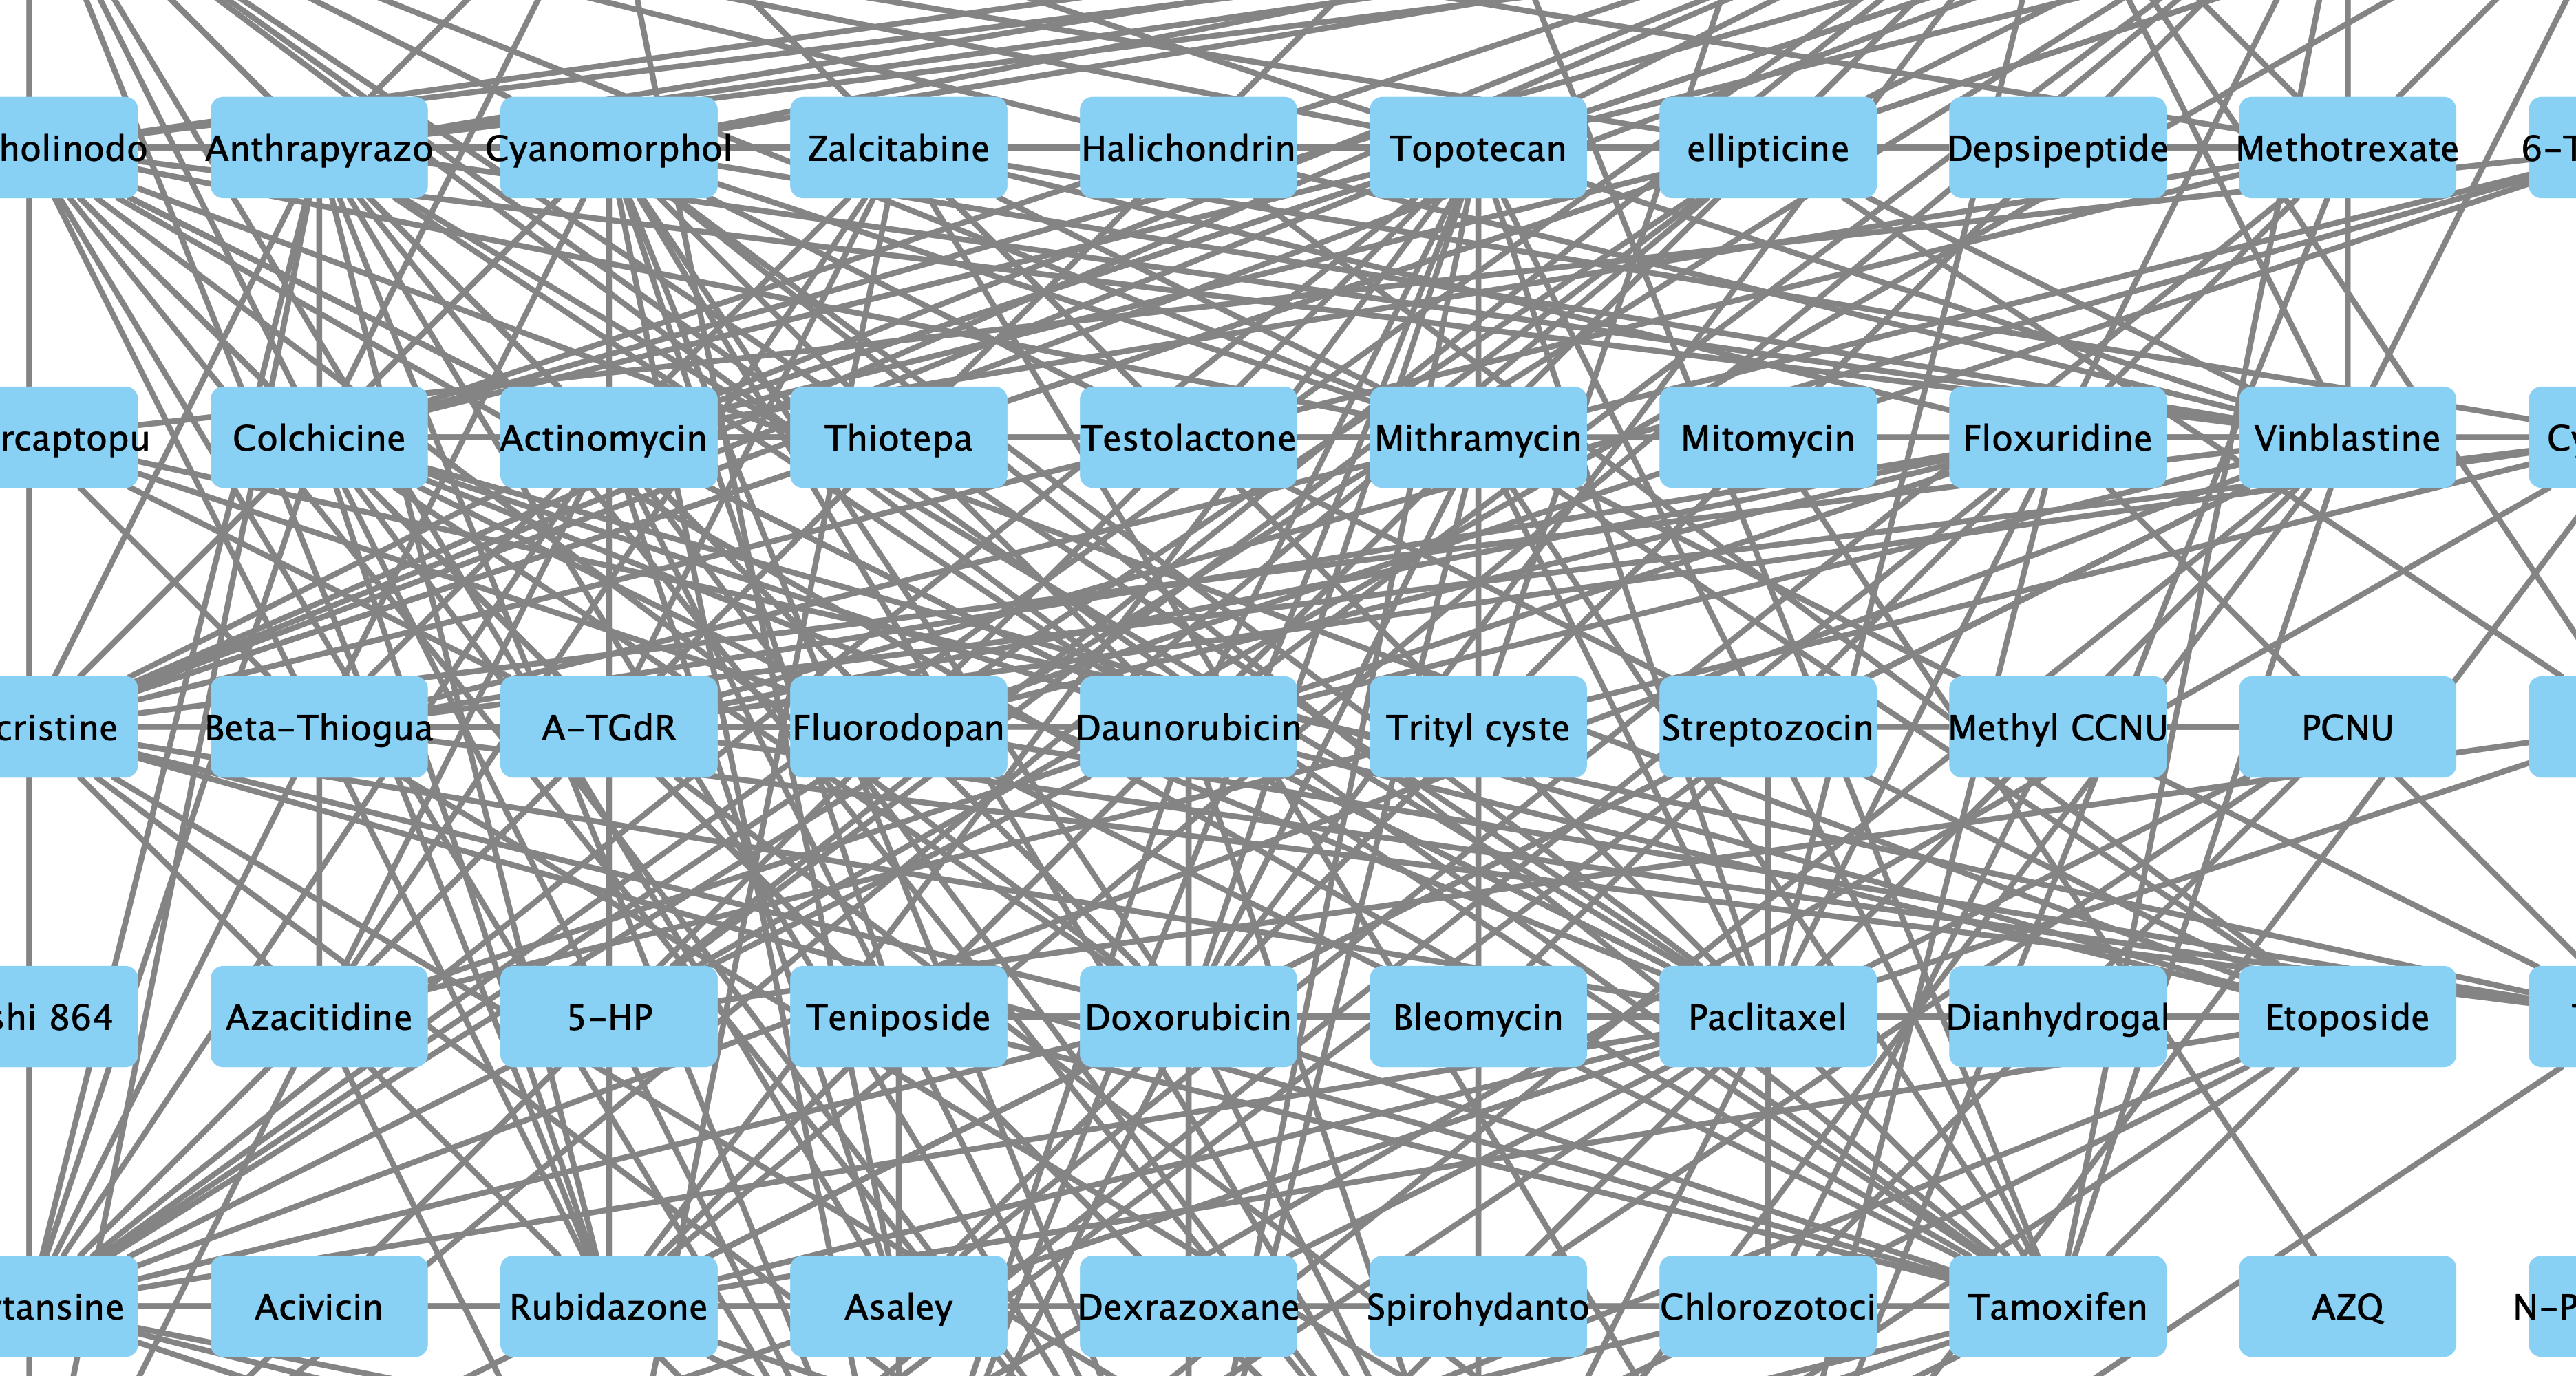 holinodo Anthrapyrazo Cyanomorphol Zalcitabine Halichondrin Topotecan ellipticine Depsipeptide Methotrexate 6-T
rcaptopu Colchicine Actinomycin Thiotepa Testolactone Mithramycin Mitomycin Floxuridine Vinblastine Cy
cristine Beta-Thiogua A-TGdR Fluorodopan Daunorubicin Trityl cyste Streptozocin Methyl CCNU PCNU
shi 864 Azacitidine 5-HP Teniposide Doxorubicin Bleomycin Paclitaxel Dianhydrogal Etoposide
tansine Acivicin Rubidazone Asaley Dexrazoxane Spirohydanto Chlorozotoci Tamoxifen AZQ N-P